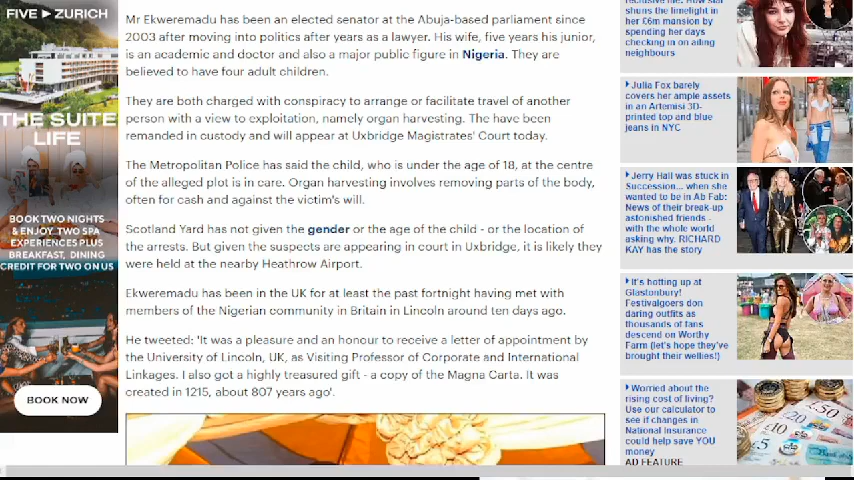 FIVE ▶ ZURICH
THE SUITE
LIFE
BOOK TWO NIGHTS
& ENJOY TWO SPA
EXPERIENCES PLUS
BREAKFAST, DINING
CREDIT FOR TWO ON US
BOOK NOW
Mr Ekweremadu has been an elected senator at the Abuja-based parliament since
2003 after moving into politics after years as a lawyer. His wife, five years his junior,
is an academic and doctor and also a major public figure in Nigeria. They are
believed to have four adult children.
They are both charged with conspiracy to arrange or facilitate travel of another
person with a view to exploitation, namely organ harvesting. The have been
remanded in custody and will appear at Uxbridge Magistrates' Court today.
The Metropolitan Police has said the child, who is under the age of 18, at the centre
of the alleged plot is in care. Organ harvesting involves removing parts of the body,
often for cash and against the victim's will.
Scotland Yard has not given the gender or the age of the child - or the location of
the arrests. But given the suspects are appearing in court in Uxbridge, it is likely they
were held at the nearby Heathrow Airport.
Ekweremadu has been in the UK for at least the past fortnight having met with
members of the Nigerian community in Britain in Lincoln around ten days ago.
He tweeted: 'It was a pleasure and an honour to receive a letter of appointment by
the University of Lincoln, UK, as Visiting Professor of Corporate and International
Linkages. I also got a highly treasured gift - a copy of the Magna Carta. It was
created in 1215, about 807 years ago'.
shuns the limelight in
her £6m mansion by
spending her days
checking in on ailing
neighbours
Julia Fox barely
covers her ample assets
in an Artemisi 3D-
printed top and blue
jeans in NYC
Jerry Hall was stuck in
Succession... when she
wanted to be in Ab Fab:
News of their break-up
astonished friends -
with the whole world
asking why. RICHARD
KAY has the story
It's hotting up at
Glastonbury!
Festivalgoers don
daring outfits as
thousands of fans
descend on Worthy
Farm (let's hope they've
brought their wellies!)
Worried about the
rising cost of living?
Use our calculator to
see if changes in
National Insurance
could help save YOU
money
AD FEATURE